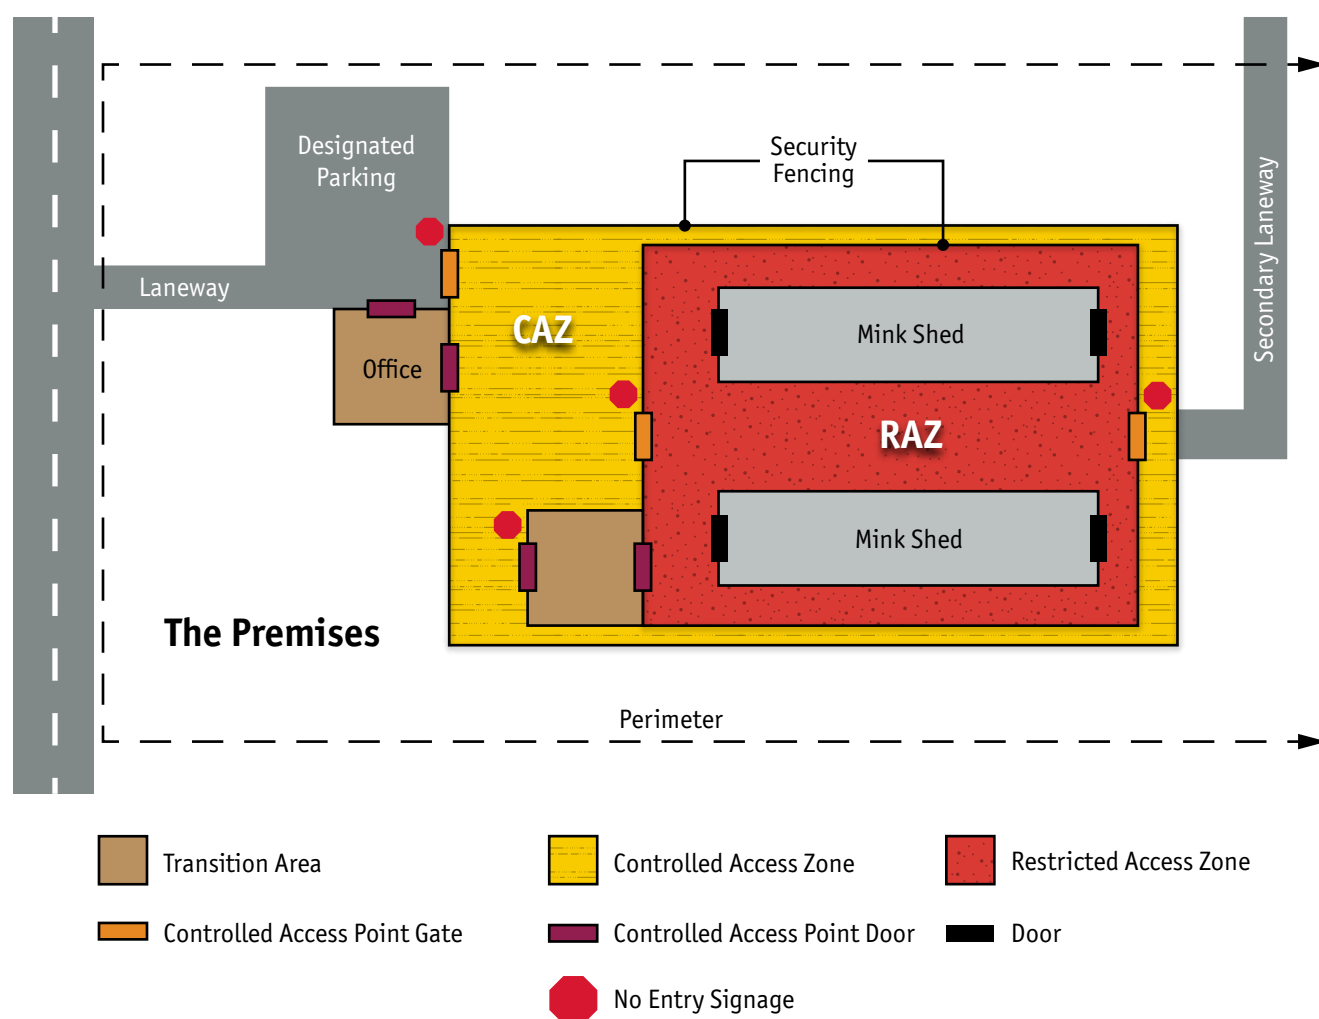 Designated
Parking
Security
Fencing
Laneway
Secondary Laneway
CAZ
Mink Shed
Office
RAZ
Mink Shed
The Premises
Perimeter
Transition Area
Controlled Access Zone
Restricted Access Zone
Controlled Access Point Gate
Controlled Access Point Door
Door
No Entry Signage